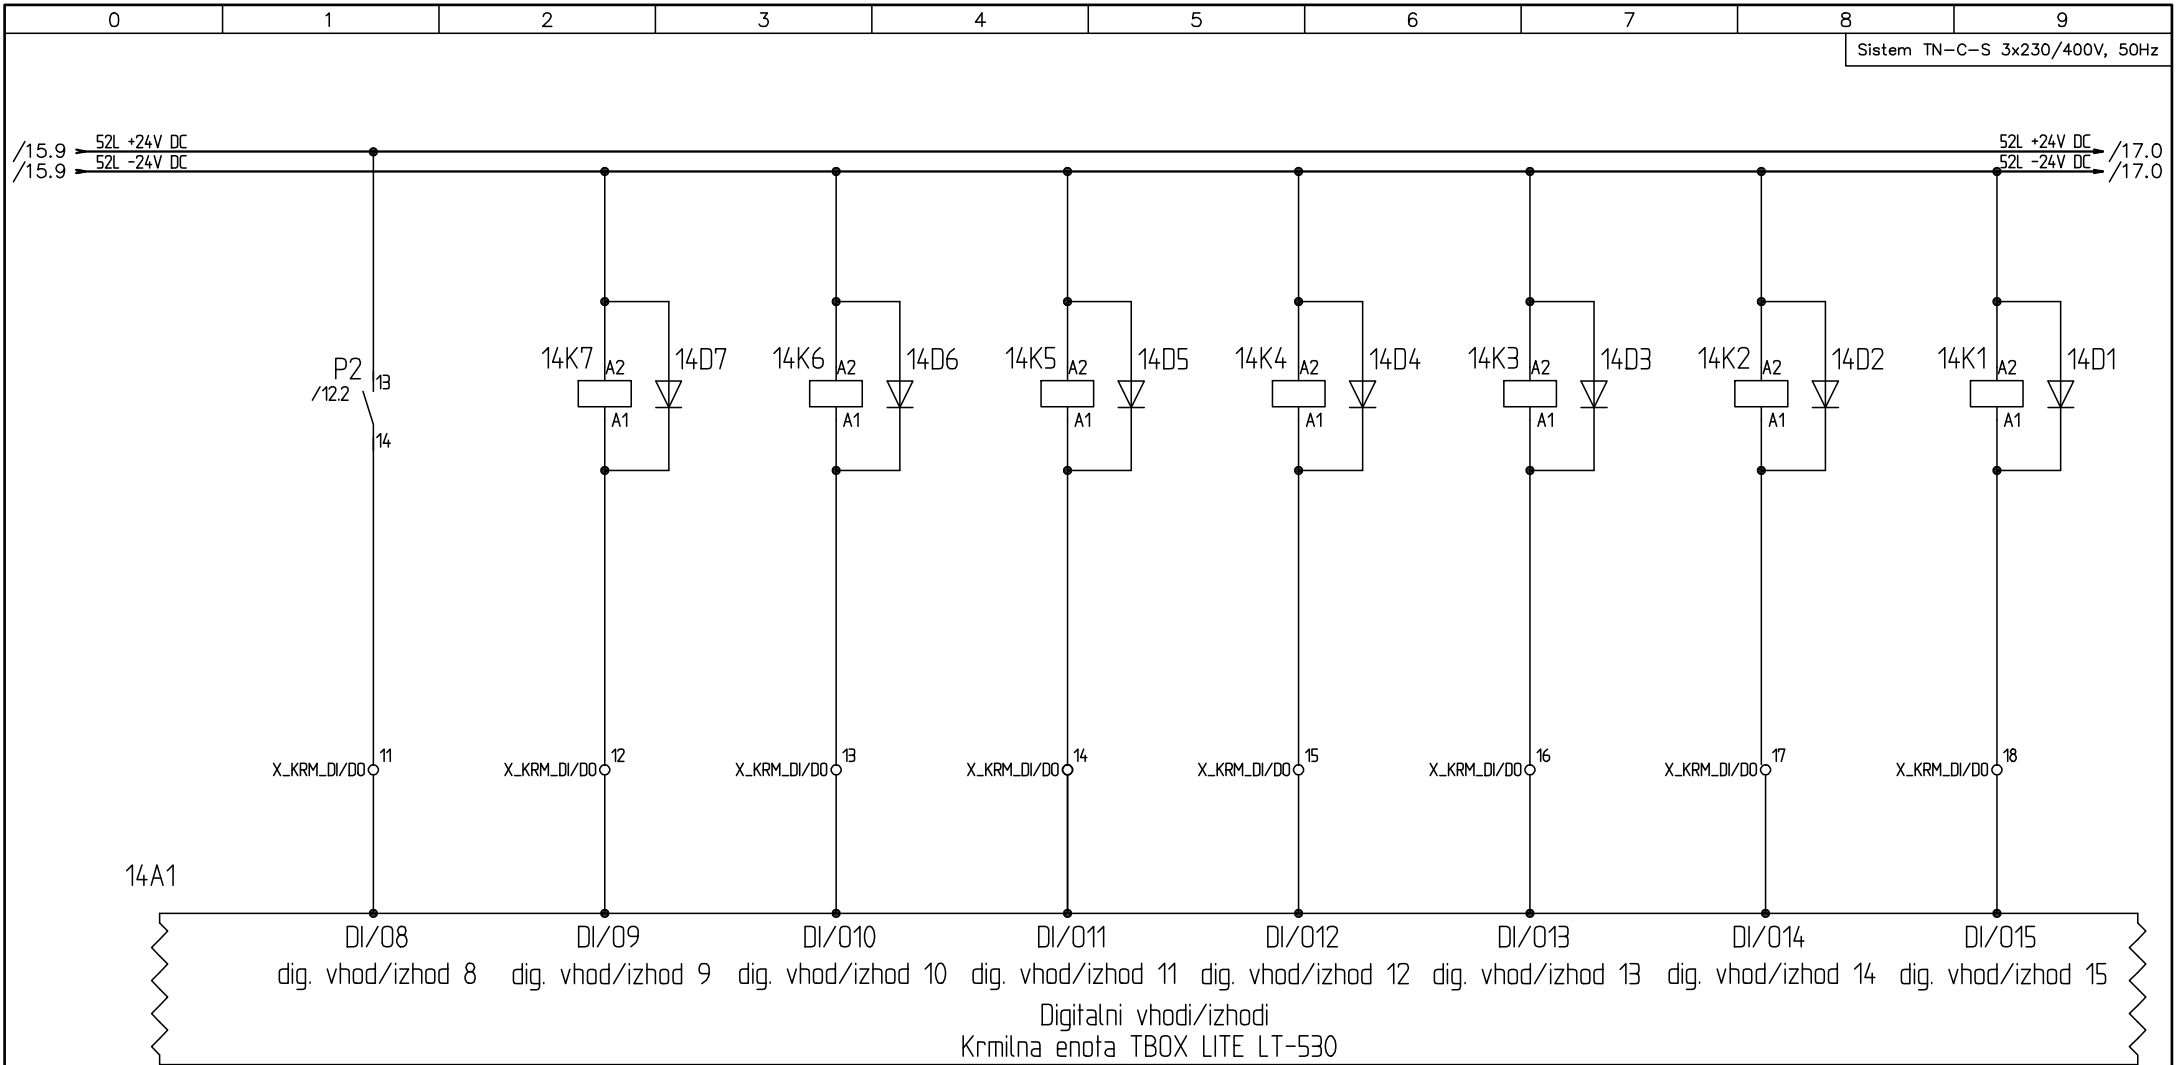 0 1 2 3 4 5 6 7 8 9
Sistem TN-C-S 3x230/400V, 50Hz
/15.9 52L +24V DC 52L +24V DC /17.0
/15.9 52L -24V DC 52L -24V DC /17.0
14K7 A2 14D7 14K6 A2 14D6 14K5 A2 14D5 14K4 A2 14D4 14K3 A2 14D3 14K2 A2 14D2 14K1 A2 14D1
P2 13
/12.2
A1 A1 A1 A1 A1 A1 A1
14
11 12 13 14 15 16 17 18
X_KRM_DI/DO X_KRM_DI/DO X_KRM_DI/DO X_KRM_DI/DO X_KRM_DI/DO X_KRM_DI/DO X_KRM_DI/DO X_KRM_DI/DO
14A1
DI/O8 DI/O9 DI/O10 DI/O11 DI/O12 DI/O13 DI/O14 DI/O15
dig. vhod/izhod 8 dig. vhod/izhod 9 dig. vhod/izhod 10 dig. vhod/izhod 11 dig. vhod/izhod 12 dig. vhod/izhod 13 dig. vhod/izhod 14 dig. vhod/izhod 15
Digitalni vhodi/izhodi
Krmilna enota TBOX LITE LT-530